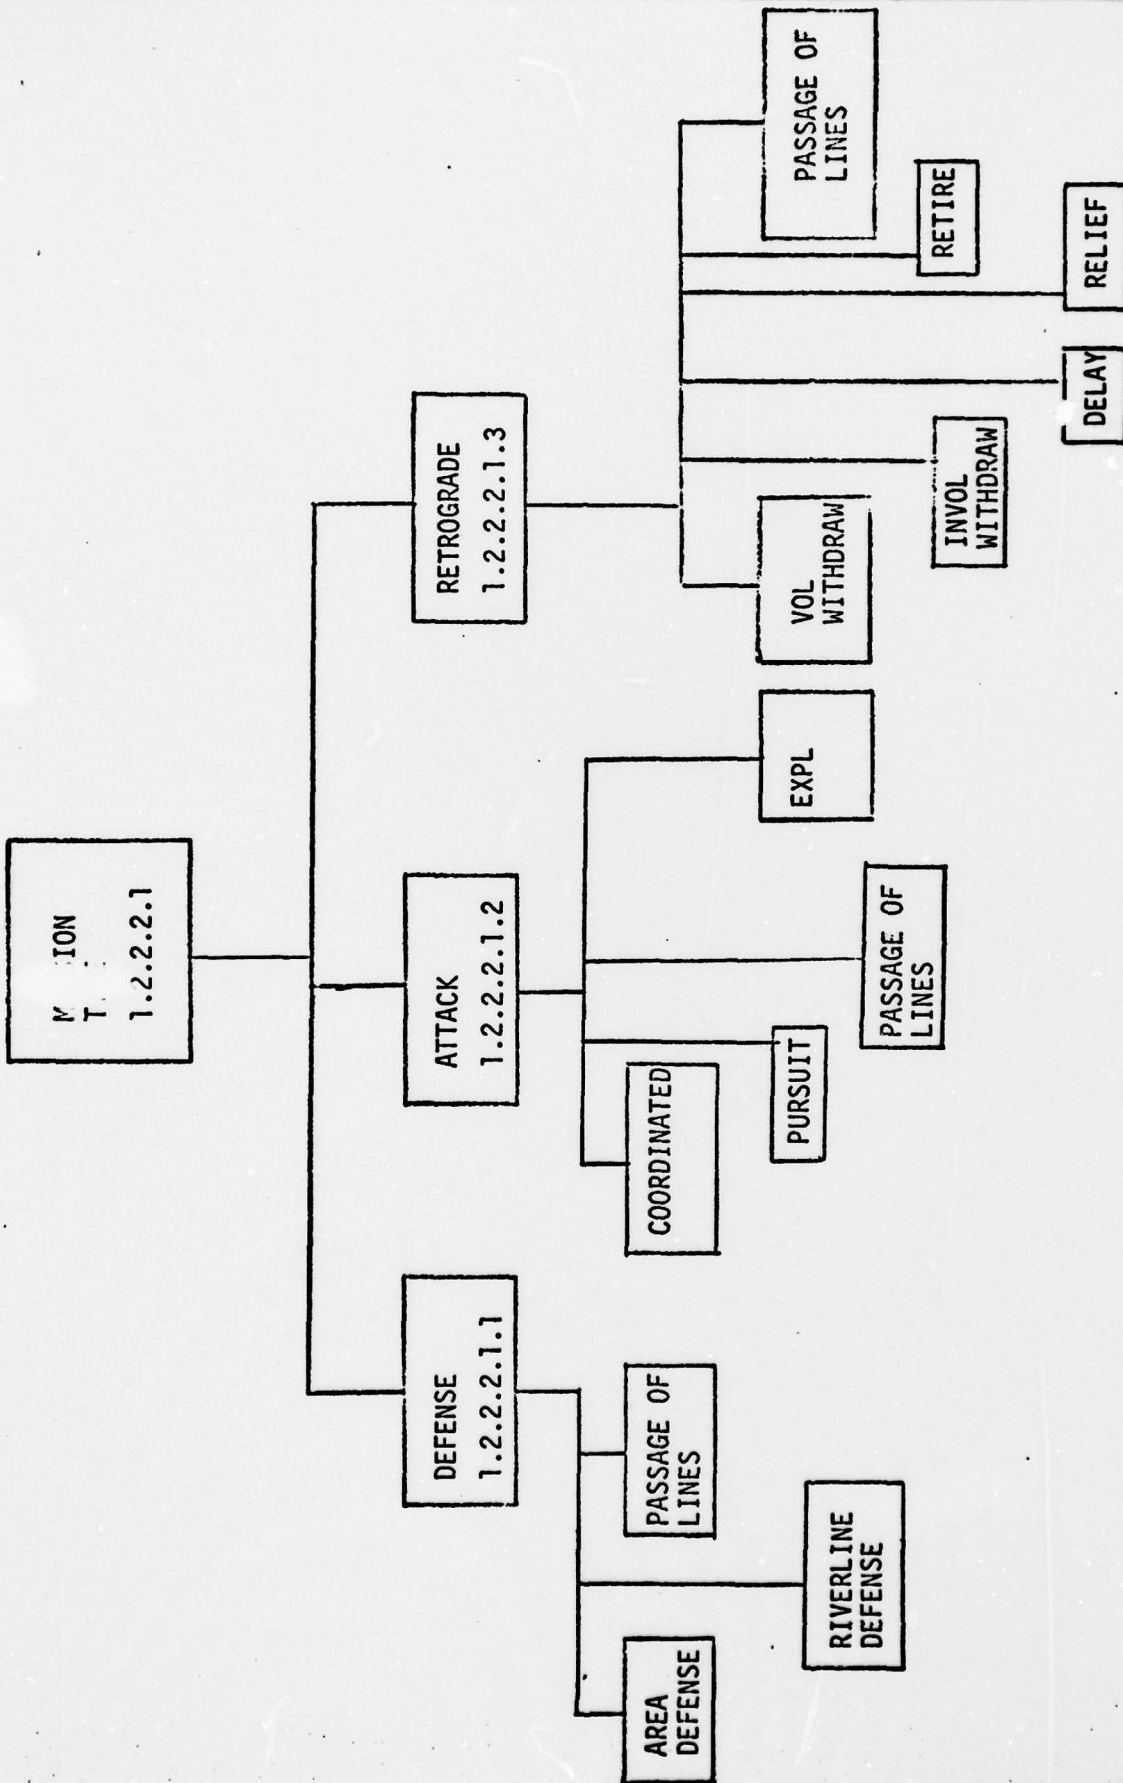 ION
1.2.2.2.1
DEFENSE
1.2.2.2.1.1
ATTACK
1.2.2.2.1.2
RETROGRADE
1.2.2.2.1.3
AREA
DEFENSE
RIVERLINE
DEFENSE
PASSAGE OF
LINES
COORDINATED
PURSUIT
PASSAGE OF
LINES
EXPL
VOL
WITHDRAW
INVOL
WITHDRAW
DELAY
RELIEF
RETIRE
PASSAGE OF
LINES